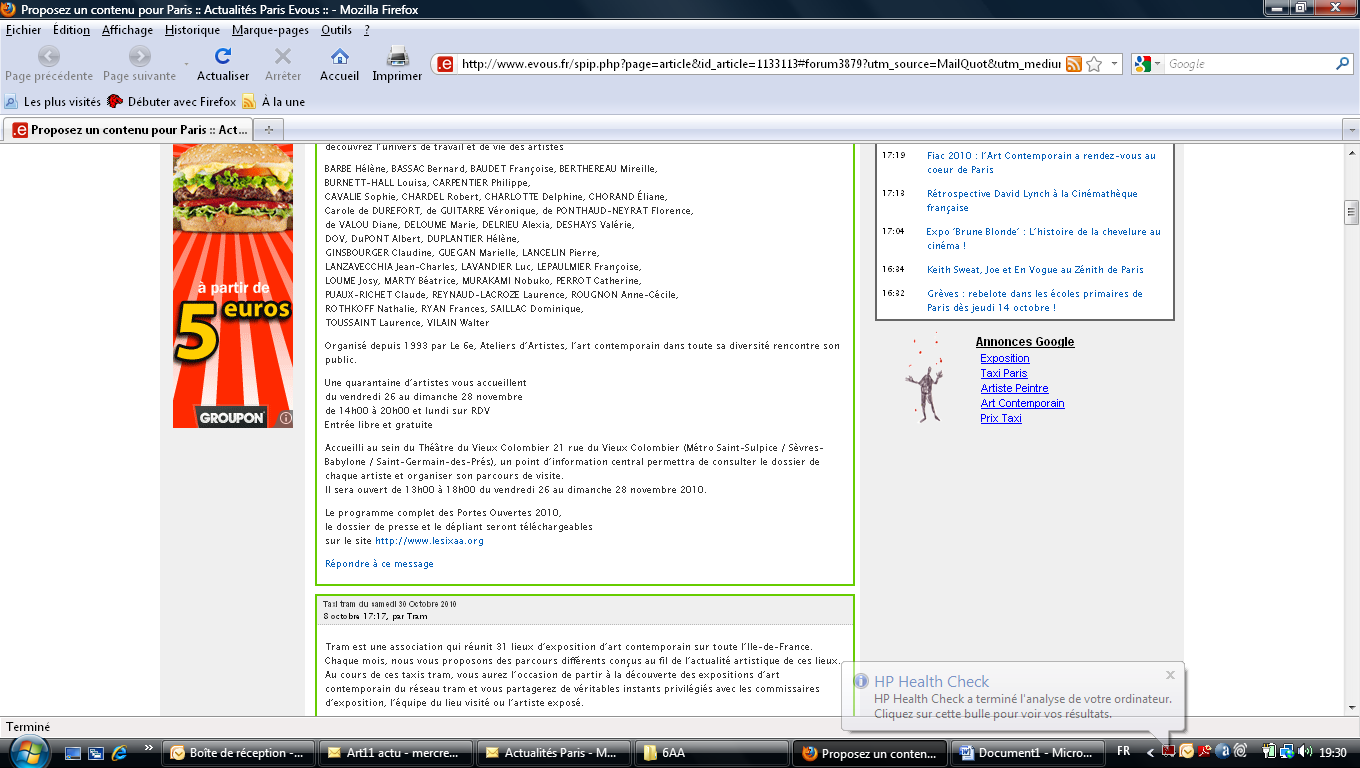 Proposez un contenu pour Paris :: Actualités Paris Evous :: - Mozilla Firefox
Fichier Édition Affichage Historique Marque-pages Outils ?
Page précédente Page suivante Actualiser Arrêter Accueil Imprimer
http://www.evous.fr/spip.php?page=article&id_article=1133113#forum3879?utm_source=MailQuot&utm_mediur
Google
Les plus visités Débuter avec Firefox À la une
Proposez un contenu pour Paris :: Act...
à partir de
5 euros
GROUPON
découvrez l'univers de travail et de vie des artistes
BARBE Hélène, BASSAC Bernard, BAUDET Françoise, BERTHEREAU Mireille,
BURNETT-HALL Louisa, CARPENTIER Philippe,
CAVALIE Sophie, CHARDEL Robert, CHARLOTTE Delphine, CHORAND Éliane,
Carole de DUREFORT, de GUITARRE Véronique, de PONTHAUD-NEYRAT Florence,
de VALOU Diane, DELOUME Marie, DELRIEU Alexia, DESHAYS Valérie,
DOV, DuPONT Albert, DUPLANTIER Hélène,
GINSBOURGER Claudine, GUEGAN Marielle, LANCELIN Pierre,
LANZAVECCHIA Jean-Charles, LAVANDIER Luc, LEPAULMIER Françoise,
LOUME Josy, MARTY Béatrice, MURAKAMI Nobuko, PERROT Catherine,
PUAUX-RICHET Claude, REYNAUD-LACROZE Laurence, ROUGNON Anne-Cécile,
ROTHKOFF Nathalie, RYAN Frances, SAILLAC Dominique,
TOUSSAINT Laurence, VILAIN Walter
Organisé depuis 1993 par Le 6e, Ateliers d'Artistes, l'art contemporain dans toute sa diversité rencontre son
public.
Une quarantaine d'artistes vous accueillent
du vendredi 26 au dimanche 28 novembre
de 14h00 à 20h00 et lundi sur RDV
Entrée libre et gratuite
Accueilli au sein du Théâtre du Vieux Colombier 21 rue du Vieux Colombier (Métro Saint-Sulpice / Sèvres-
Babylone / Saint-Germain-des-Prés), un point d'information central permettra de consulter le dossier de
chaque artiste et organiser son parcours de visite.
Il sera ouvert de 13h00 à 18h00 du vendredi 26 au dimanche 28 novembre 2010.
Le programme complet des Portes Ouvertes 2010,
le dossier de presse et le dépliant seront téléchargeables
sur le site http://www.lesixaa.org
Répondre à ce message
Taxi tram du samedi 30 Octobre 2010
8 octobre 17:17, par Tram
Tram est une association qui réunit 31 lieux d'exposition d'art contemporain sur toute l'Ile-de-France.
Chaque mois, nous vous proposons des parcours différents conçus au fil de l'actualité artistique de ces lieux.
Au cours de ces taxis tram, vous aurez l'occasion de partir à la découverte des expositions d'art
contemporain du réseau tram et vous partagerez de véritables instants privilégiés avec les commissaires
d'exposition, l'équipe du lieu visité ou l'artiste exposé.
17:19 Fiac 2010 : l'Art Contemporain a rendez-vous au
coeur de Paris
17:13 Rétrospective David Lynch à la Cinémathèque
française
17:04 Expo 'Brune Blonde' : L'histoire de la chevelure au
cinéma !
16:34 Keith Sweat, Joe et En Vogue au Zénith de Paris
16:32 Grèves : rebelote dans les écoles primaires de
Paris dès jeudi 14 octobre !
Annonces Google
Exposition
Taxi Paris
Artiste Peintre
Art Contemporain
Prix Taxi
HP Health Check
HP Health Check a terminé l'analyse de votre ordinateur.
Cliquez sur cette bulle pour voir vos résultats.
Terminé
Boîte de réception -... Art11 actu - mercre... Actualités Paris - M... 6AA Proposez un conten... Document1 - Micro... FR 19:30